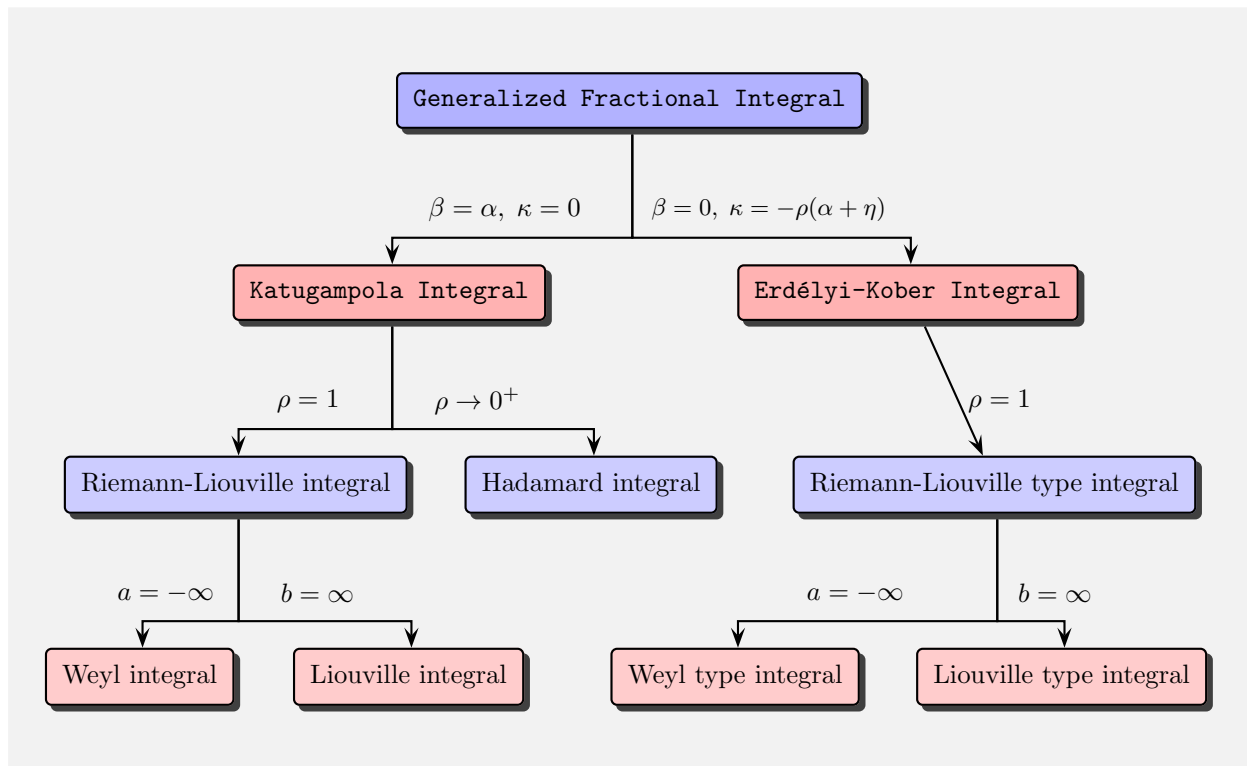 Generalized Fractional Integral
β = α, κ = 0
β = 0, κ = −ρ(α + η)
Katugampola Integral
Erdélyi-Kober Integral
ρ = 1
ρ → 0⁺
ρ = 1
Riemann-Liouville integral
Hadamard integral
Riemann-Liouville type integral
a = −∞
b = ∞
a = −∞
b = ∞
Weyl integral
Liouville integral
Weyl type integral
Liouville type integral